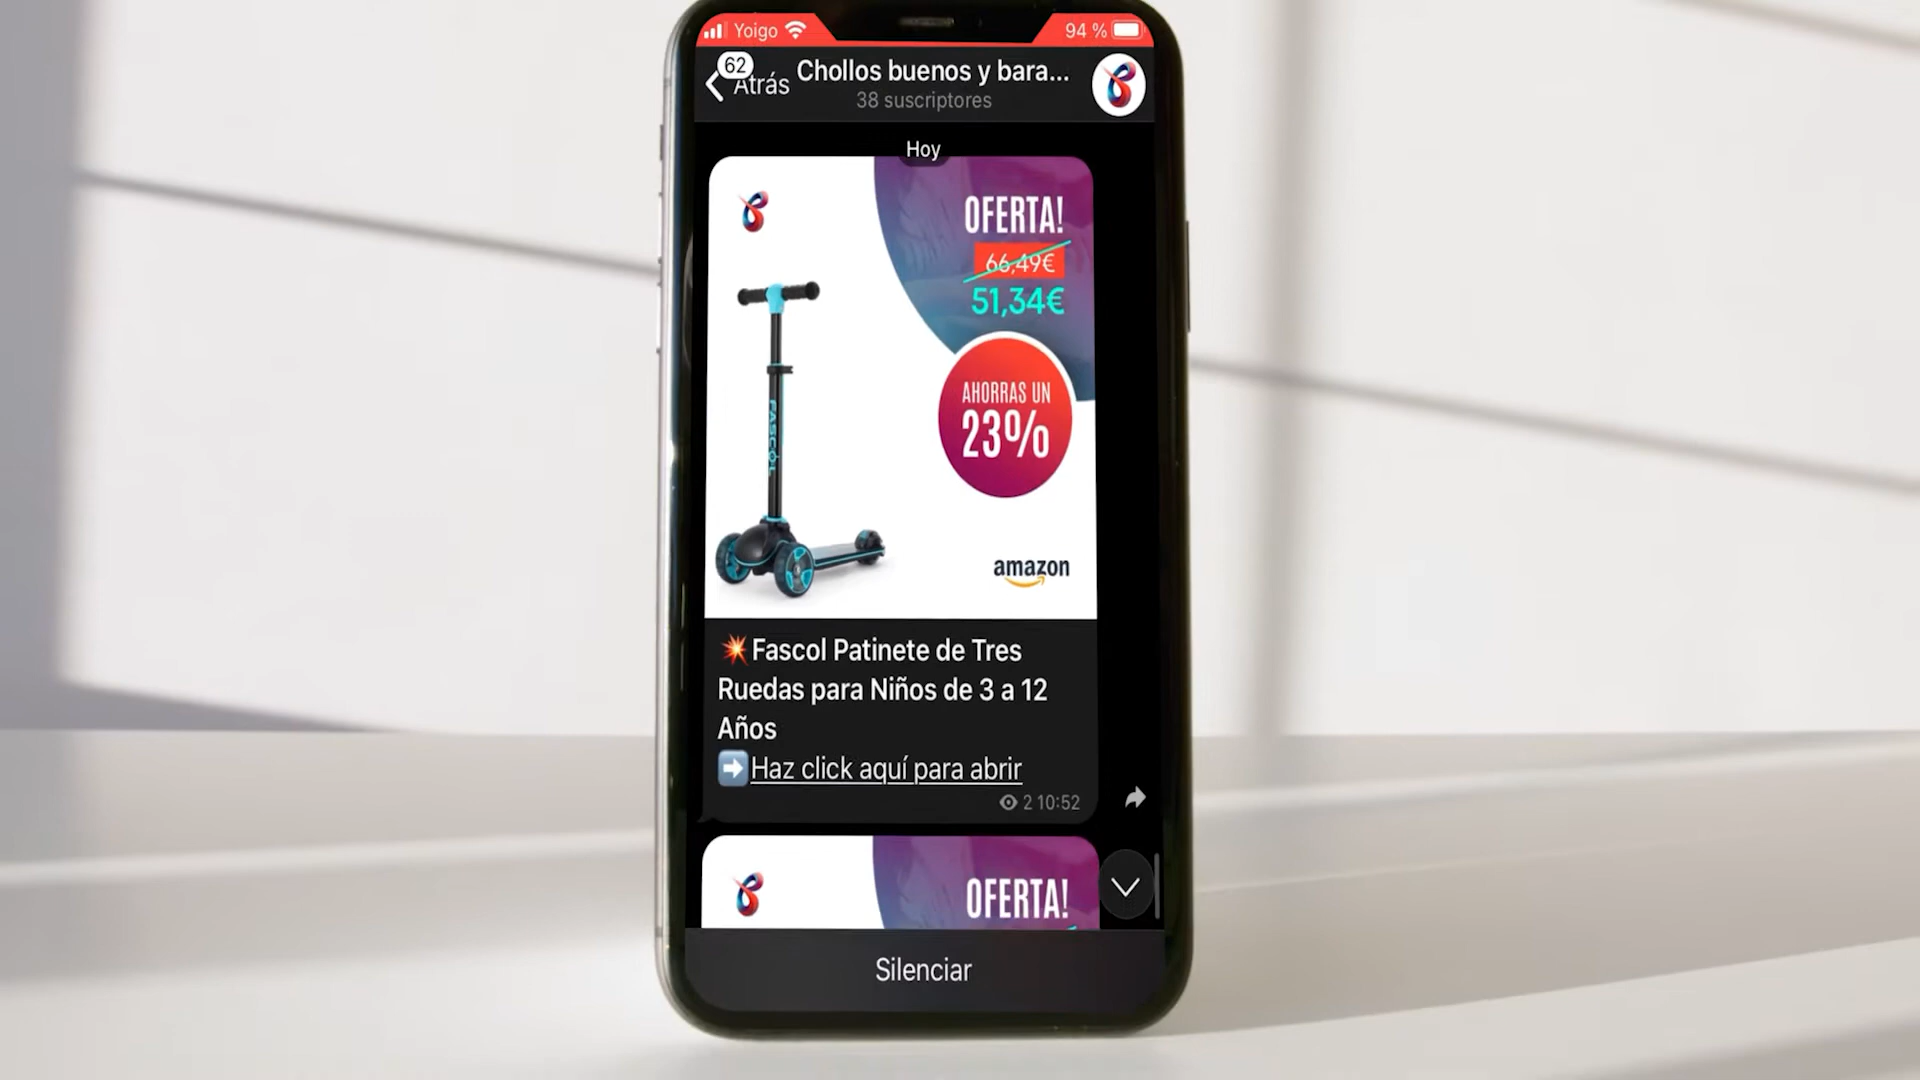 Yoigo
94 %
62
Atrás
Chollos buenos y bara...
38 suscriptores
Hoy
OFERTA!
66,49€
51,34€
AHORRAS UN
23%
FASCOL
amazon
💥Fascol Patinete de Tres
Ruedas para Niños de 3 a 12
Años
➡️Haz click aquí para abrir
2 10:52
OFERTA!
Silenciar